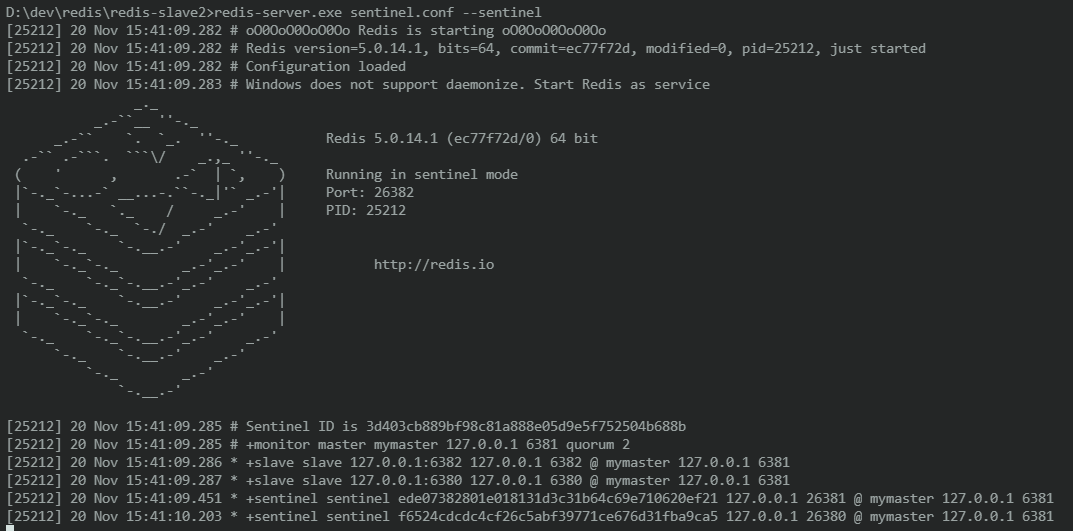 D:\dev\redis\redis-slave2>redis-server.exe sentinel.conf --sentinel
[25212] 20 Nov 15:41:09.282 # oO0OoO0OoO0Oo Redis is starting oO0OoO0OoO0Oo
[25212] 20 Nov 15:41:09.282 # Redis version=5.0.14.1, bits=64, commit=ec77f72d, modified=0, pid=25212, just started
[25212] 20 Nov 15:41:09.282 # Configuration loaded
[25212] 20 Nov 15:41:09.283 # Windows does not support daemonize. Start Redis as service
Redis 5.0.14.1 (ec77f72d/0) 64 bit
Running in sentinel mode
Port: 26382
PID: 25212
http://redis.io
[25212] 20 Nov 15:41:09.285 # Sentinel ID is 3d403cb889bf98c81a888e05d9e5f752504b688b
[25212] 20 Nov 15:41:09.285 # +monitor master mymaster 127.0.0.1 6381 quorum 2
[25212] 20 Nov 15:41:09.286 * +slave slave 127.0.0.1:6382 127.0.0.1 6382 @ mymaster 127.0.0.1 6381
[25212] 20 Nov 15:41:09.287 * +slave slave 127.0.0.1:6380 127.0.0.1 6380 @ mymaster 127.0.0.1 6381
[25212] 20 Nov 15:41:09.451 * +sentinel sentinel ede07382801e018131d3c31b64c69e710620ef21 127.0.0.1 26381 @ mymaster 127.0.0.1 6381
[25212] 20 Nov 15:41:10.203 * +sentinel sentinel f6524cdcdc4cf26c5abf39771ce676d31fba9ca5 127.0.0.1 26380 @ mymaster 127.0.0.1 6381